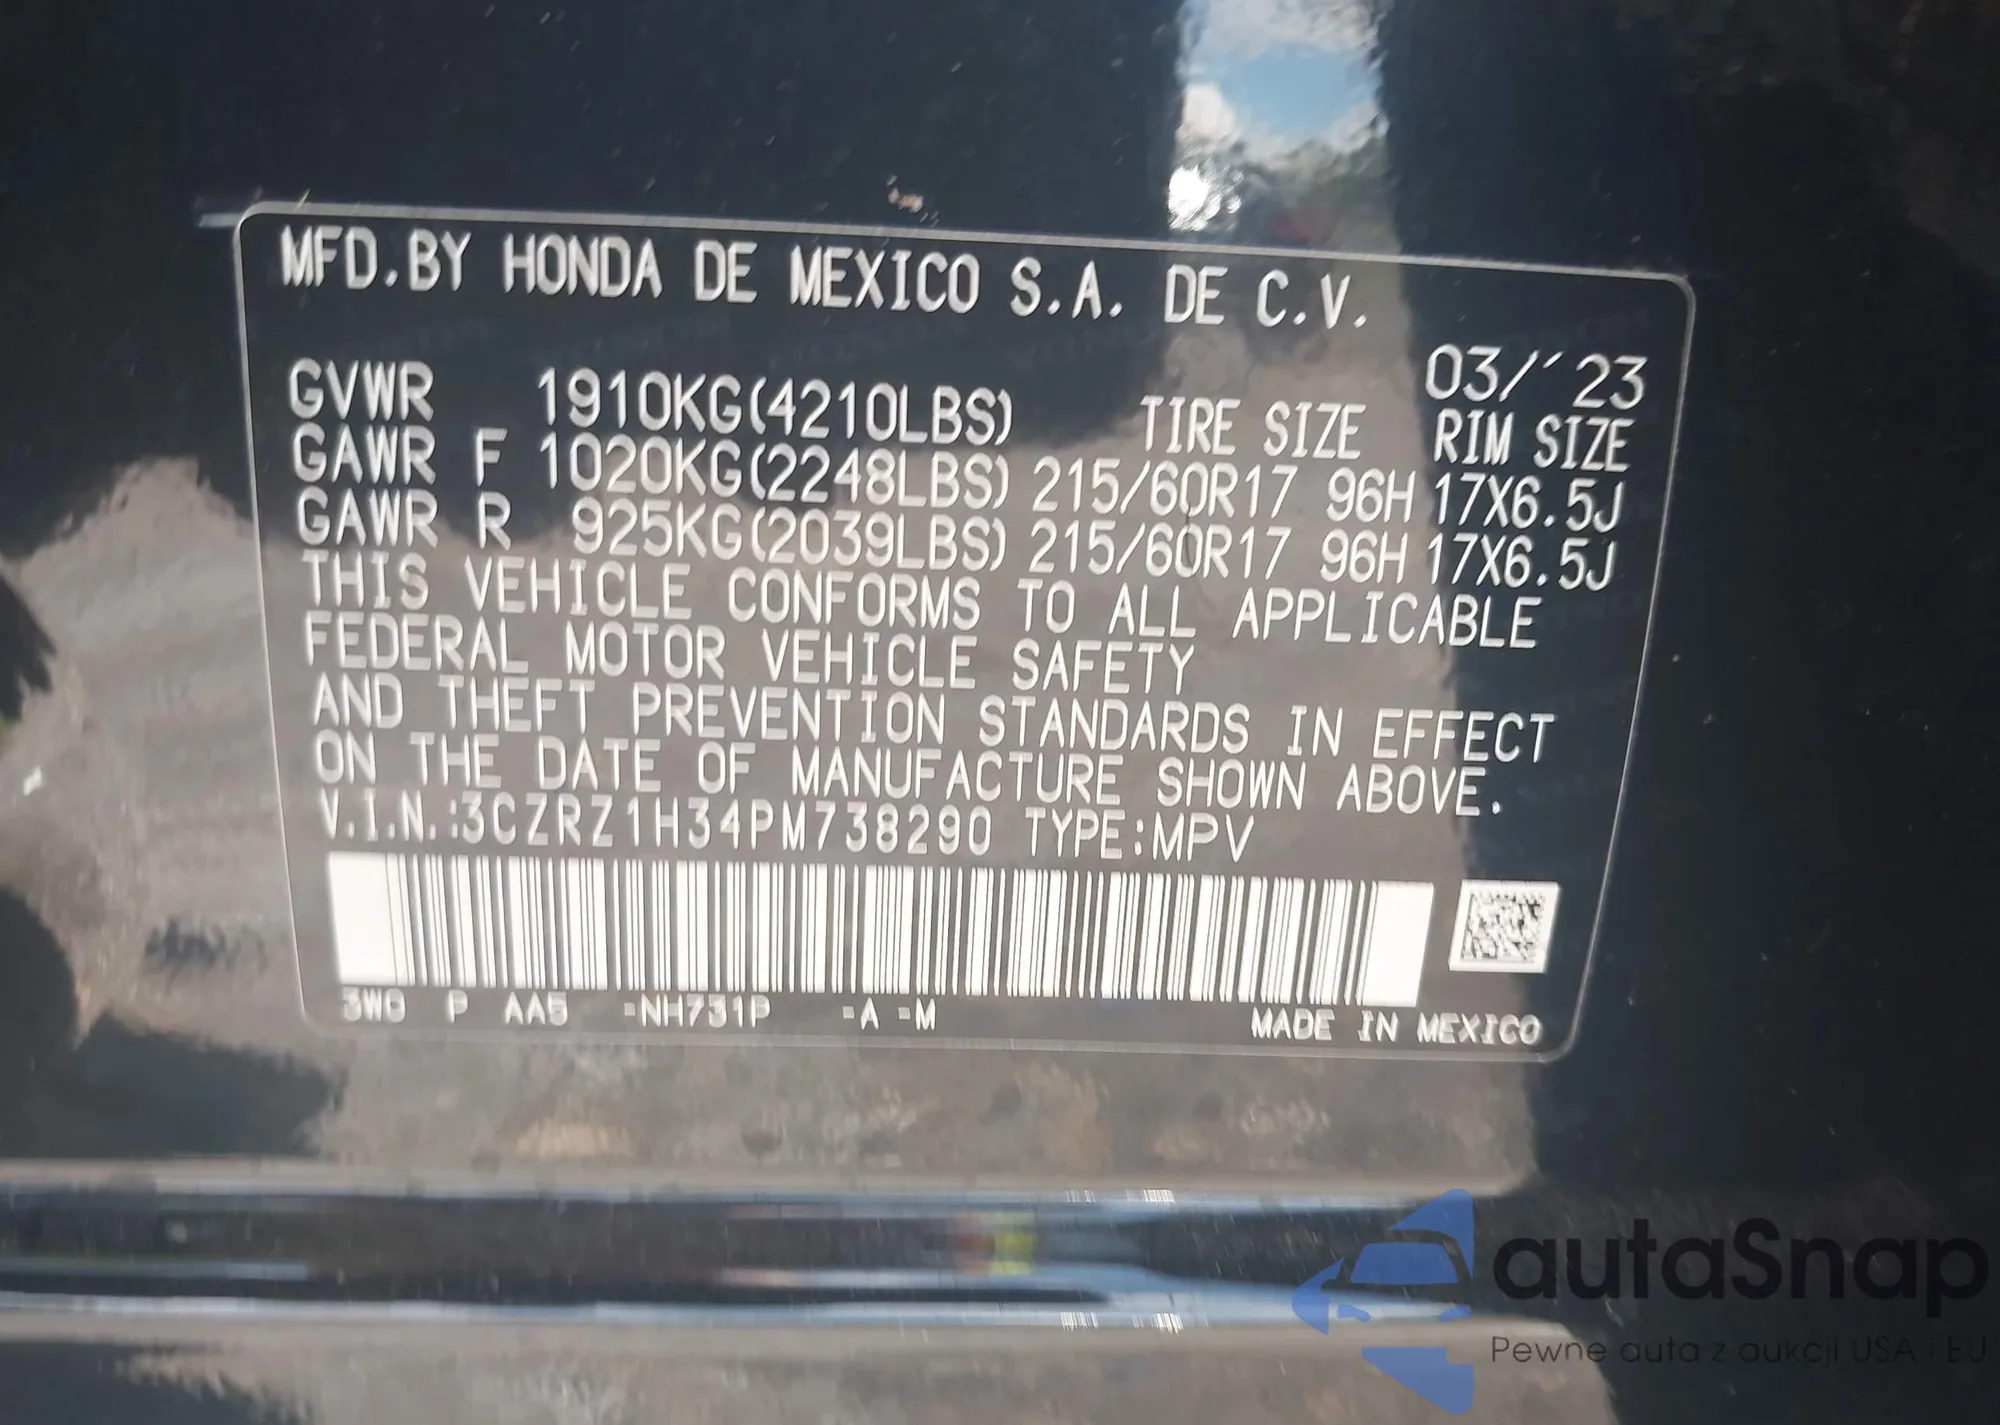 MFD.BY HONDA DE MEXICO S.A. DE C.V.
03/´23
GVWR 1910KG(4210LBS) TIRE SIZE RIM SIZE
GAWR F 1020KG(2248LBS) 215/60R17 96H 17X6.5J
GAWR R 925KG(2039LBS) 215/60R17 96H 17X6.5J
THIS VEHICLE CONFORMS TO ALL APPLICABLE
FEDERAL MOTOR VEHICLE SAFETY
AND THEFT PREVENTION STANDARDS IN EFFECT
ON THE DATE OF MANUFACTURE SHOWN ABOVE.
V.I.N.:3CZRZ1H34PM738290 TYPE:MPV
3W0 P AA5 =NH731P =A =M MADE IN MEXICO
autaSnap
Pewne auta z aukcji USA i EU